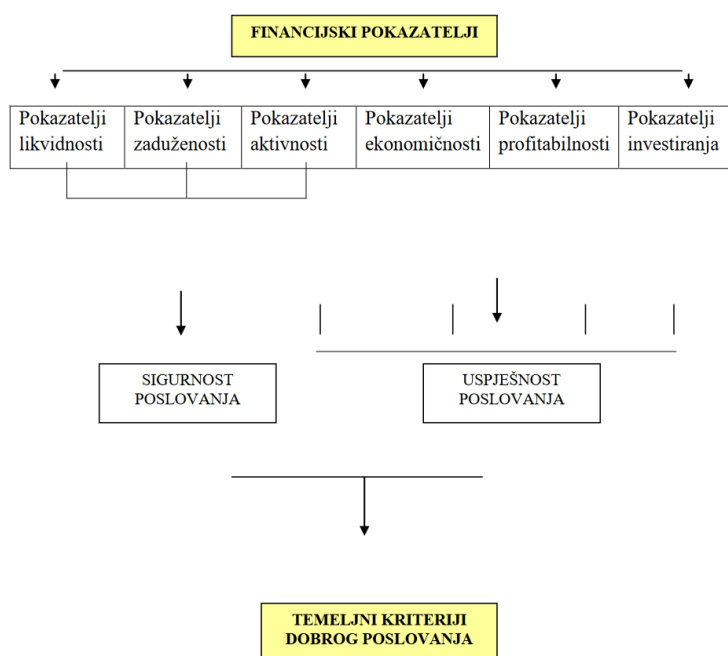 FINANCIJSKI POKAZATELJI
Pokazatelji
likvidnosti
Pokazatelji
zaduženosti
Pokazatelji
aktivnosti
Pokazatelji
ekonomičnosti
Pokazatelji
profitabilnosti
Pokazatelji
investiranja
SIGURNOST
POSLOVANJA
USPJEŠNOST
POSLOVANJA
TEMELJNI KRITERIJI
DOBROG POSLOVANJA